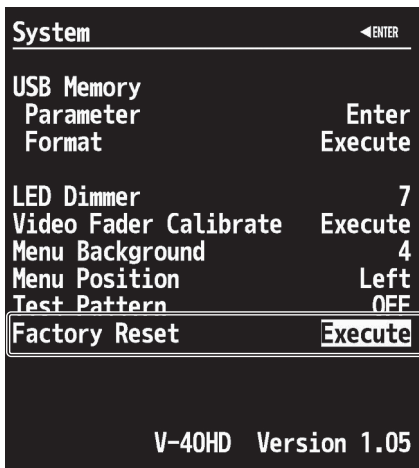 System ◀ENTER
USB Memory
Parameter Enter
Format Execute
LED Dimmer 7
Video Fader Calibrate Execute
Menu Background 4
Menu Position Left
Test Pattern OFF
Factory Reset Execute
V-40HD Version 1.05